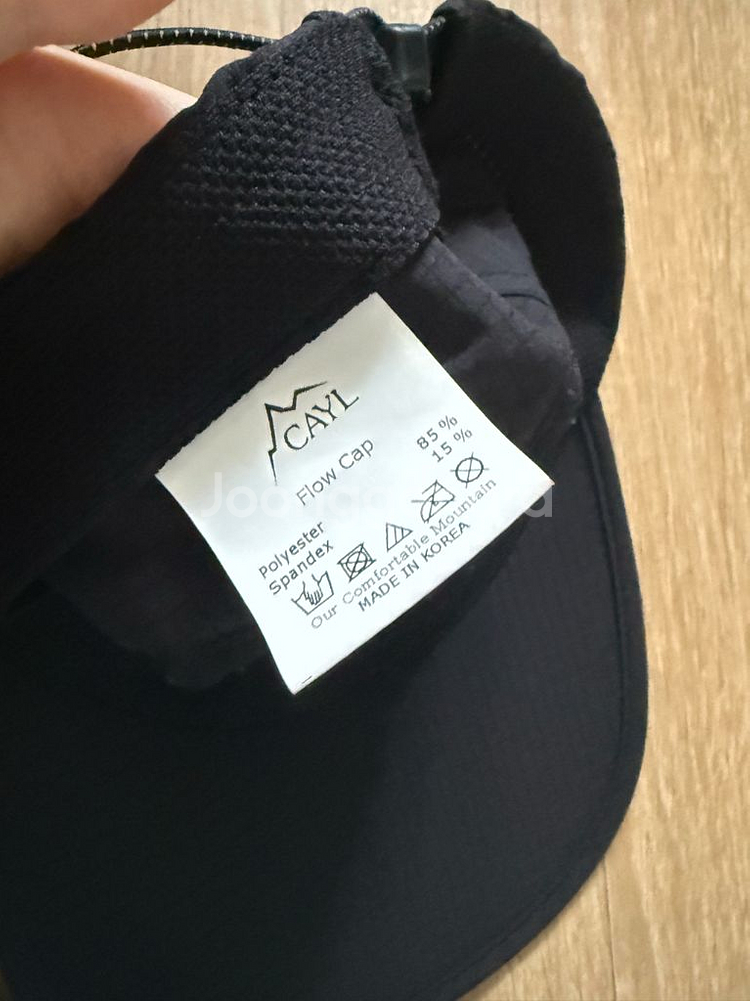 CAYL
Flow Cap
Polyester 85 %
Spandex 15 %
Our Comfortable Mountain
MADE IN KOREA